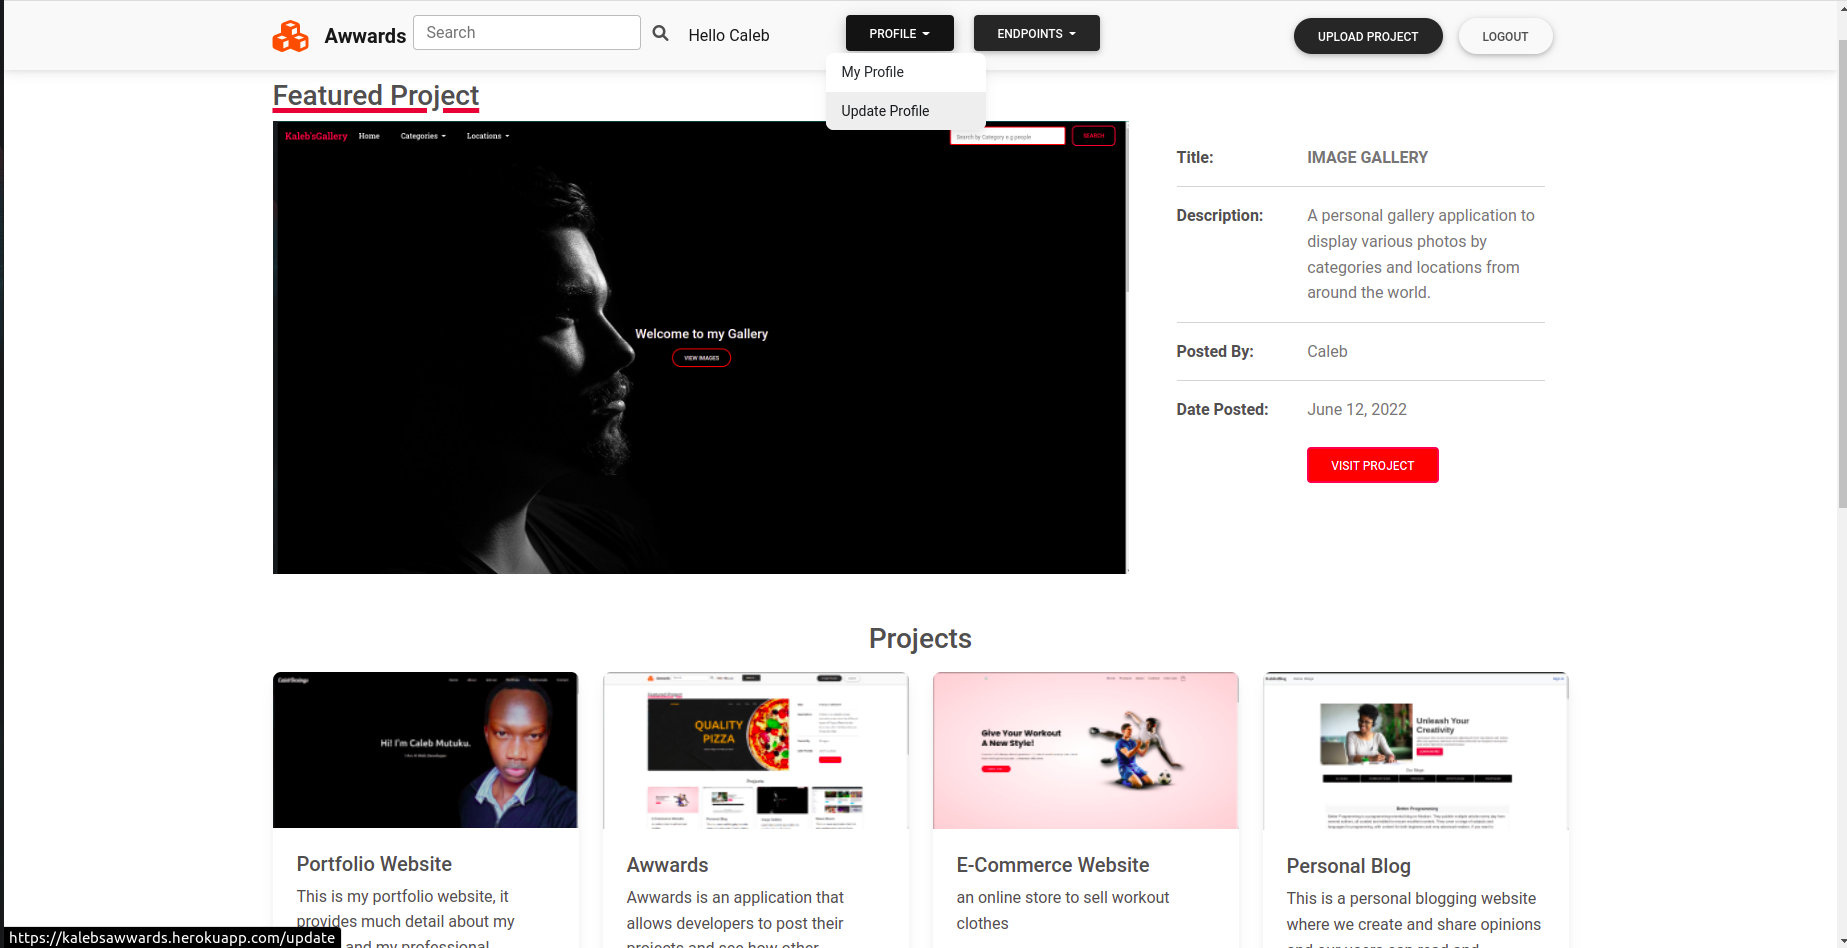 Awwards
Search
Hello Caleb
PROFILE
ENDPOINTS
UPLOAD PROJECT
LOGOUT
My Profile
Update Profile
Featured Project
Kaleb'sGallery
Home
Categories
Locations
Search by Category e.g people
SEARCH
Welcome to my Gallery
VIEW IMAGES
Title:
IMAGE GALLERY
Description:
A personal gallery application to
display various photos by
categories and locations from
around the world.
Posted By:
Caleb
Date Posted:
June 12, 2022
VISIT PROJECT
Projects
Hi! I'm Caleb Mutuku.
QUALITY
PIZZA
Projects
Give Your Workout
A New Style!
Unleash Your
Creativity
Better Programming
Portfolio Website
This is my portfolio website, it
provides much detail about my
and my professional
Awwards
Awwards is an application that
allows developers to post their
projects and see how other
E-Commerce Website
an online store to sell workout
clothes
Personal Blog
This is a personal blogging website
where we create and share opinions
and our users can read and
https://kalebsawwards.herokuapp.com/update